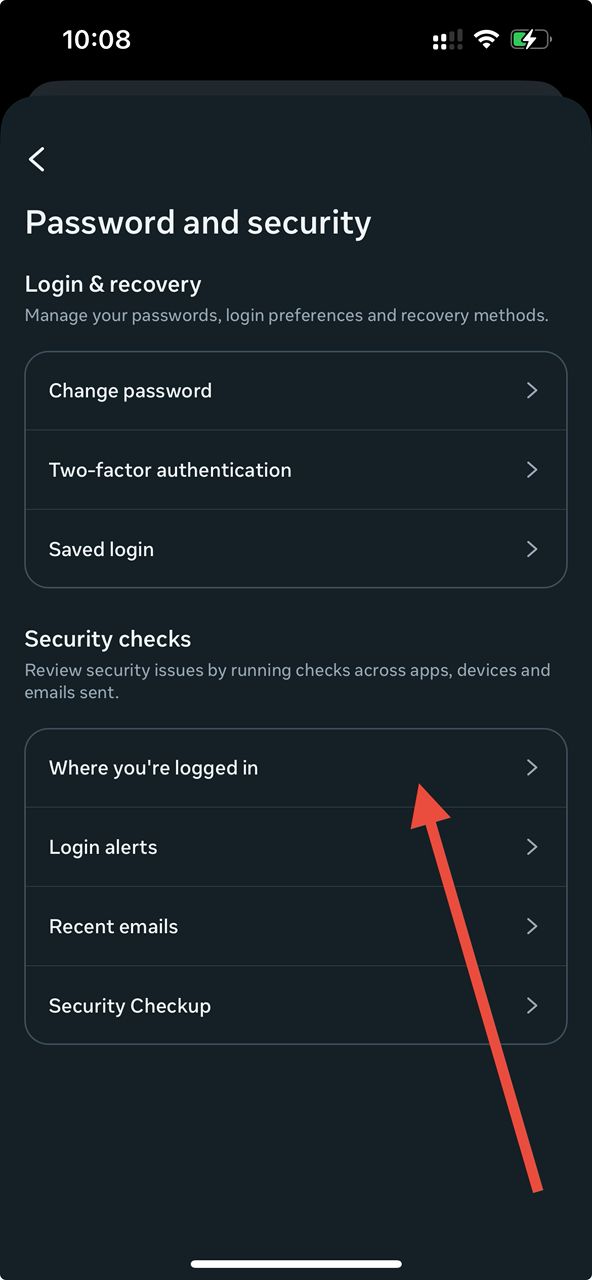 10:08
Password and security
Login & recovery
Manage your passwords, login preferences and recovery methods.
Change password
Two-factor authentication
Saved login
Security checks
Review security issues by running checks across apps, devices and
emails sent.
Where you're logged in
Login alerts
Recent emails
Security Checkup